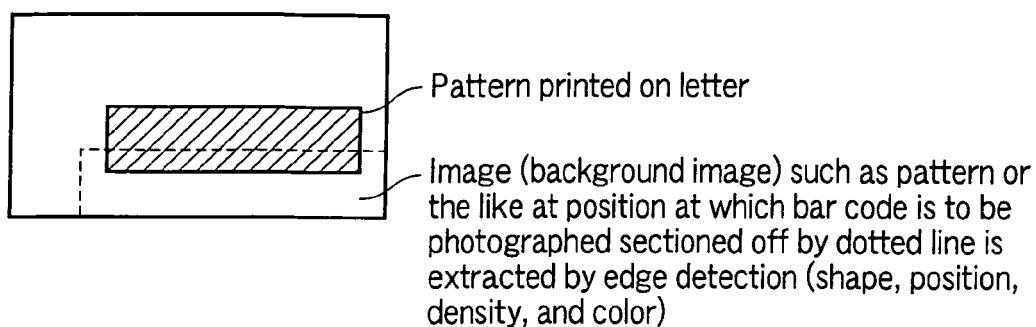 Pattern printed on letter
Image (background image) such as pattern or
the like at position at which bar code is to be
photographed sectioned off by dotted line is
extracted by edge detection (shape, position,
density, and color)